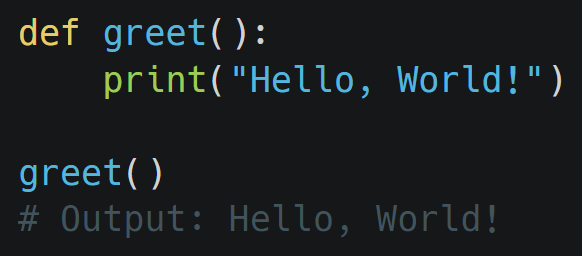 def greet():
    print("Hello, World!")

greet()
# Output: Hello, World!